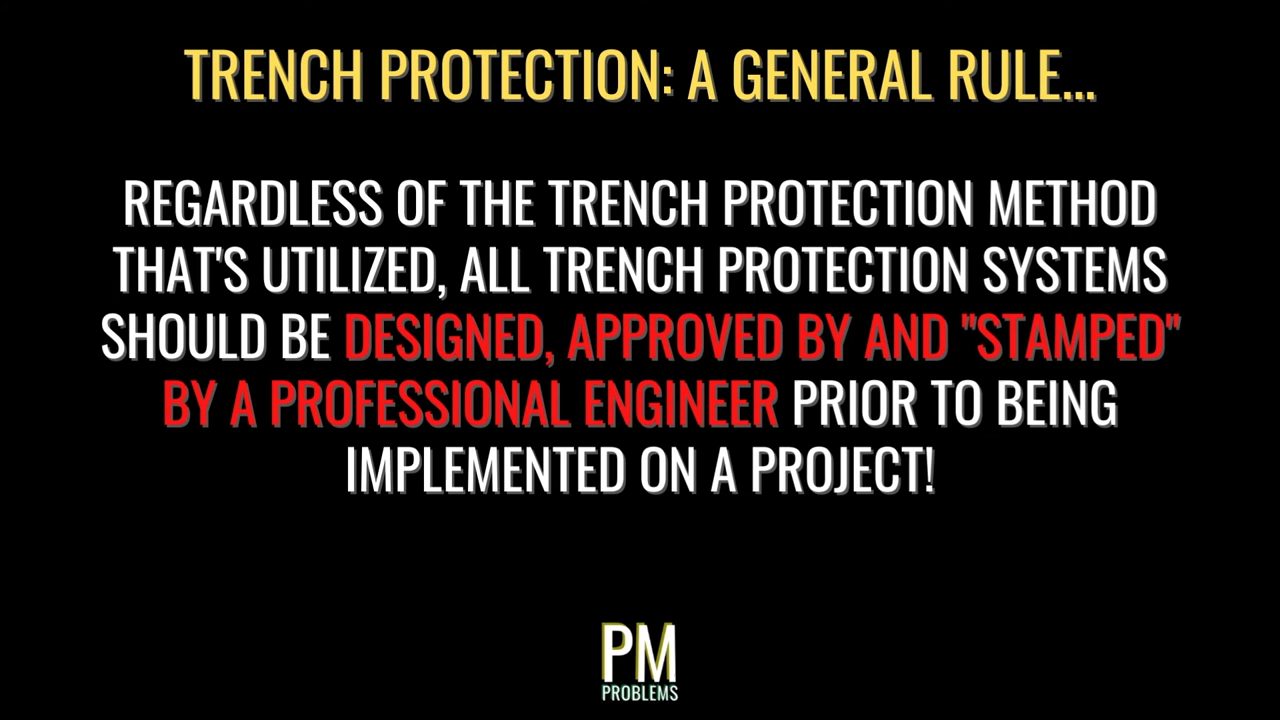 TRENCH PROTECTION: A GENERAL RULE...
REGARDLESS OF THE TRENCH PROTECTION METHOD
THAT'S UTILIZED, ALL TRENCH PROTECTION SYSTEMS
SHOULD BE DESIGNED, APPROVED BY AND "STAMPED"
BY A PROFESSIONAL ENGINEER PRIOR TO BEING
IMPLEMENTED ON A PROJECT!
PM
PROBLEMS